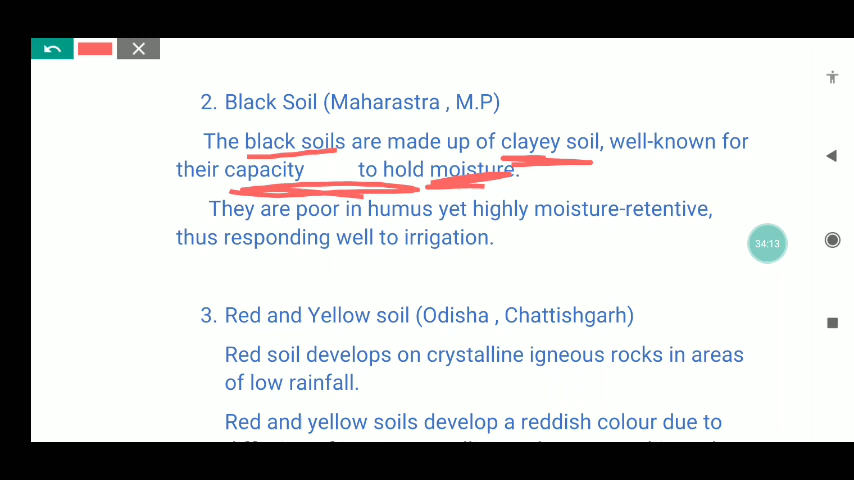 2. Black Soil (Maharastra , M.P)
The black soils are made up of clayey soil, well-known for
their capacity to hold moisture.
They are poor in humus yet highly moisture-retentive,
thus responding well to irrigation.
34:13
3. Red and Yellow soil (Odisha , Chattishgarh)
Red soil develops on crystalline igneous rocks in areas
of low rainfall.
Red and yellow soils develop a reddish colour due to